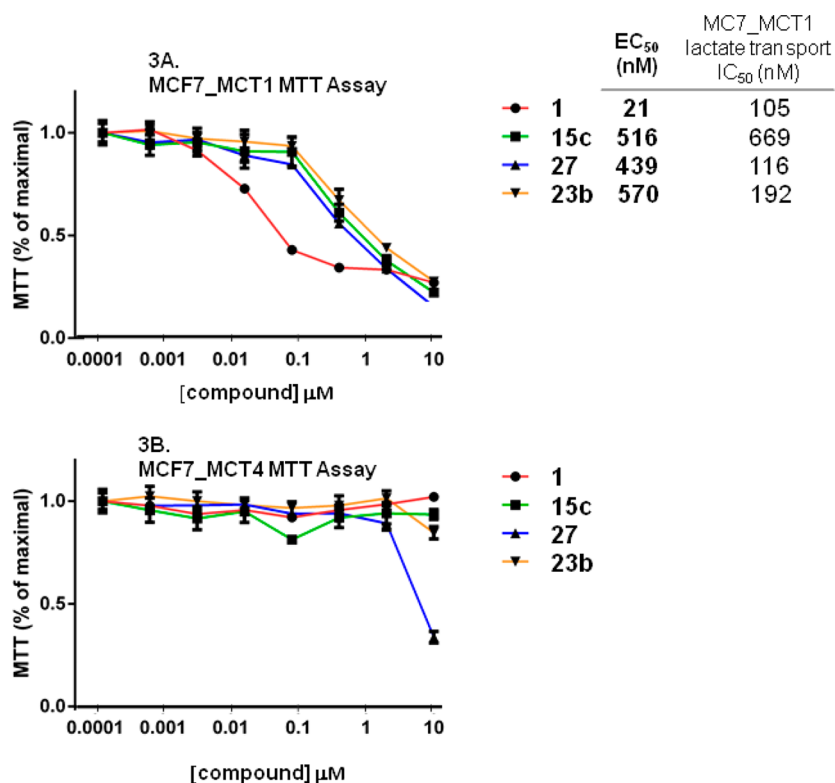 3A.
MCF7_MCT1 MTT Assay
MTT (% of maximal)
1.0
0.5
0.0
0.0001 0.001 0.01 0.1 1 10
[compound] µM
EC50 (nM)
MC7_MCT1 lactate transport IC50 (nM)
1 21 105
15c 516 669
27 439 116
23b 570 192
3B.
MCF7_MCT4 MTT Assay
MTT (% of maximal)
1.0
0.5
0.0
0.0001 0.001 0.01 0.1 1 10
[compound] µM
1
15c
27
23b